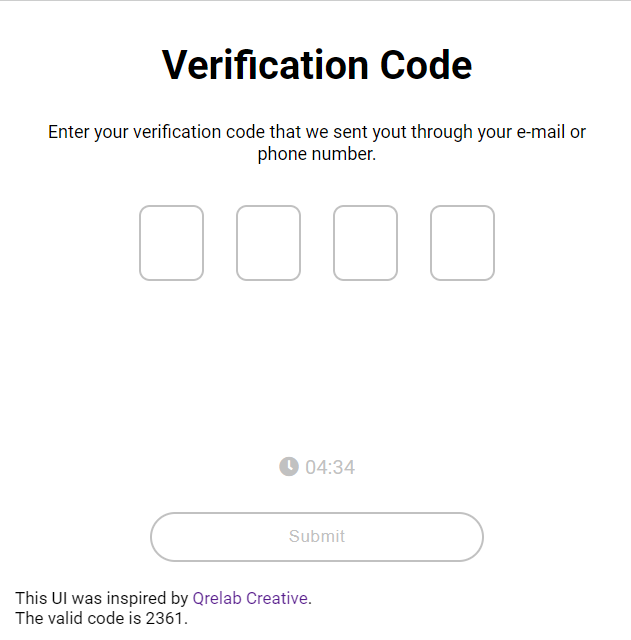 Verification Code
Enter your verification code that we sent yout through your e-mail or
phone number.
04:34
Submit
This UI was inspired by Qrelab Creative.
The valid code is 2361.